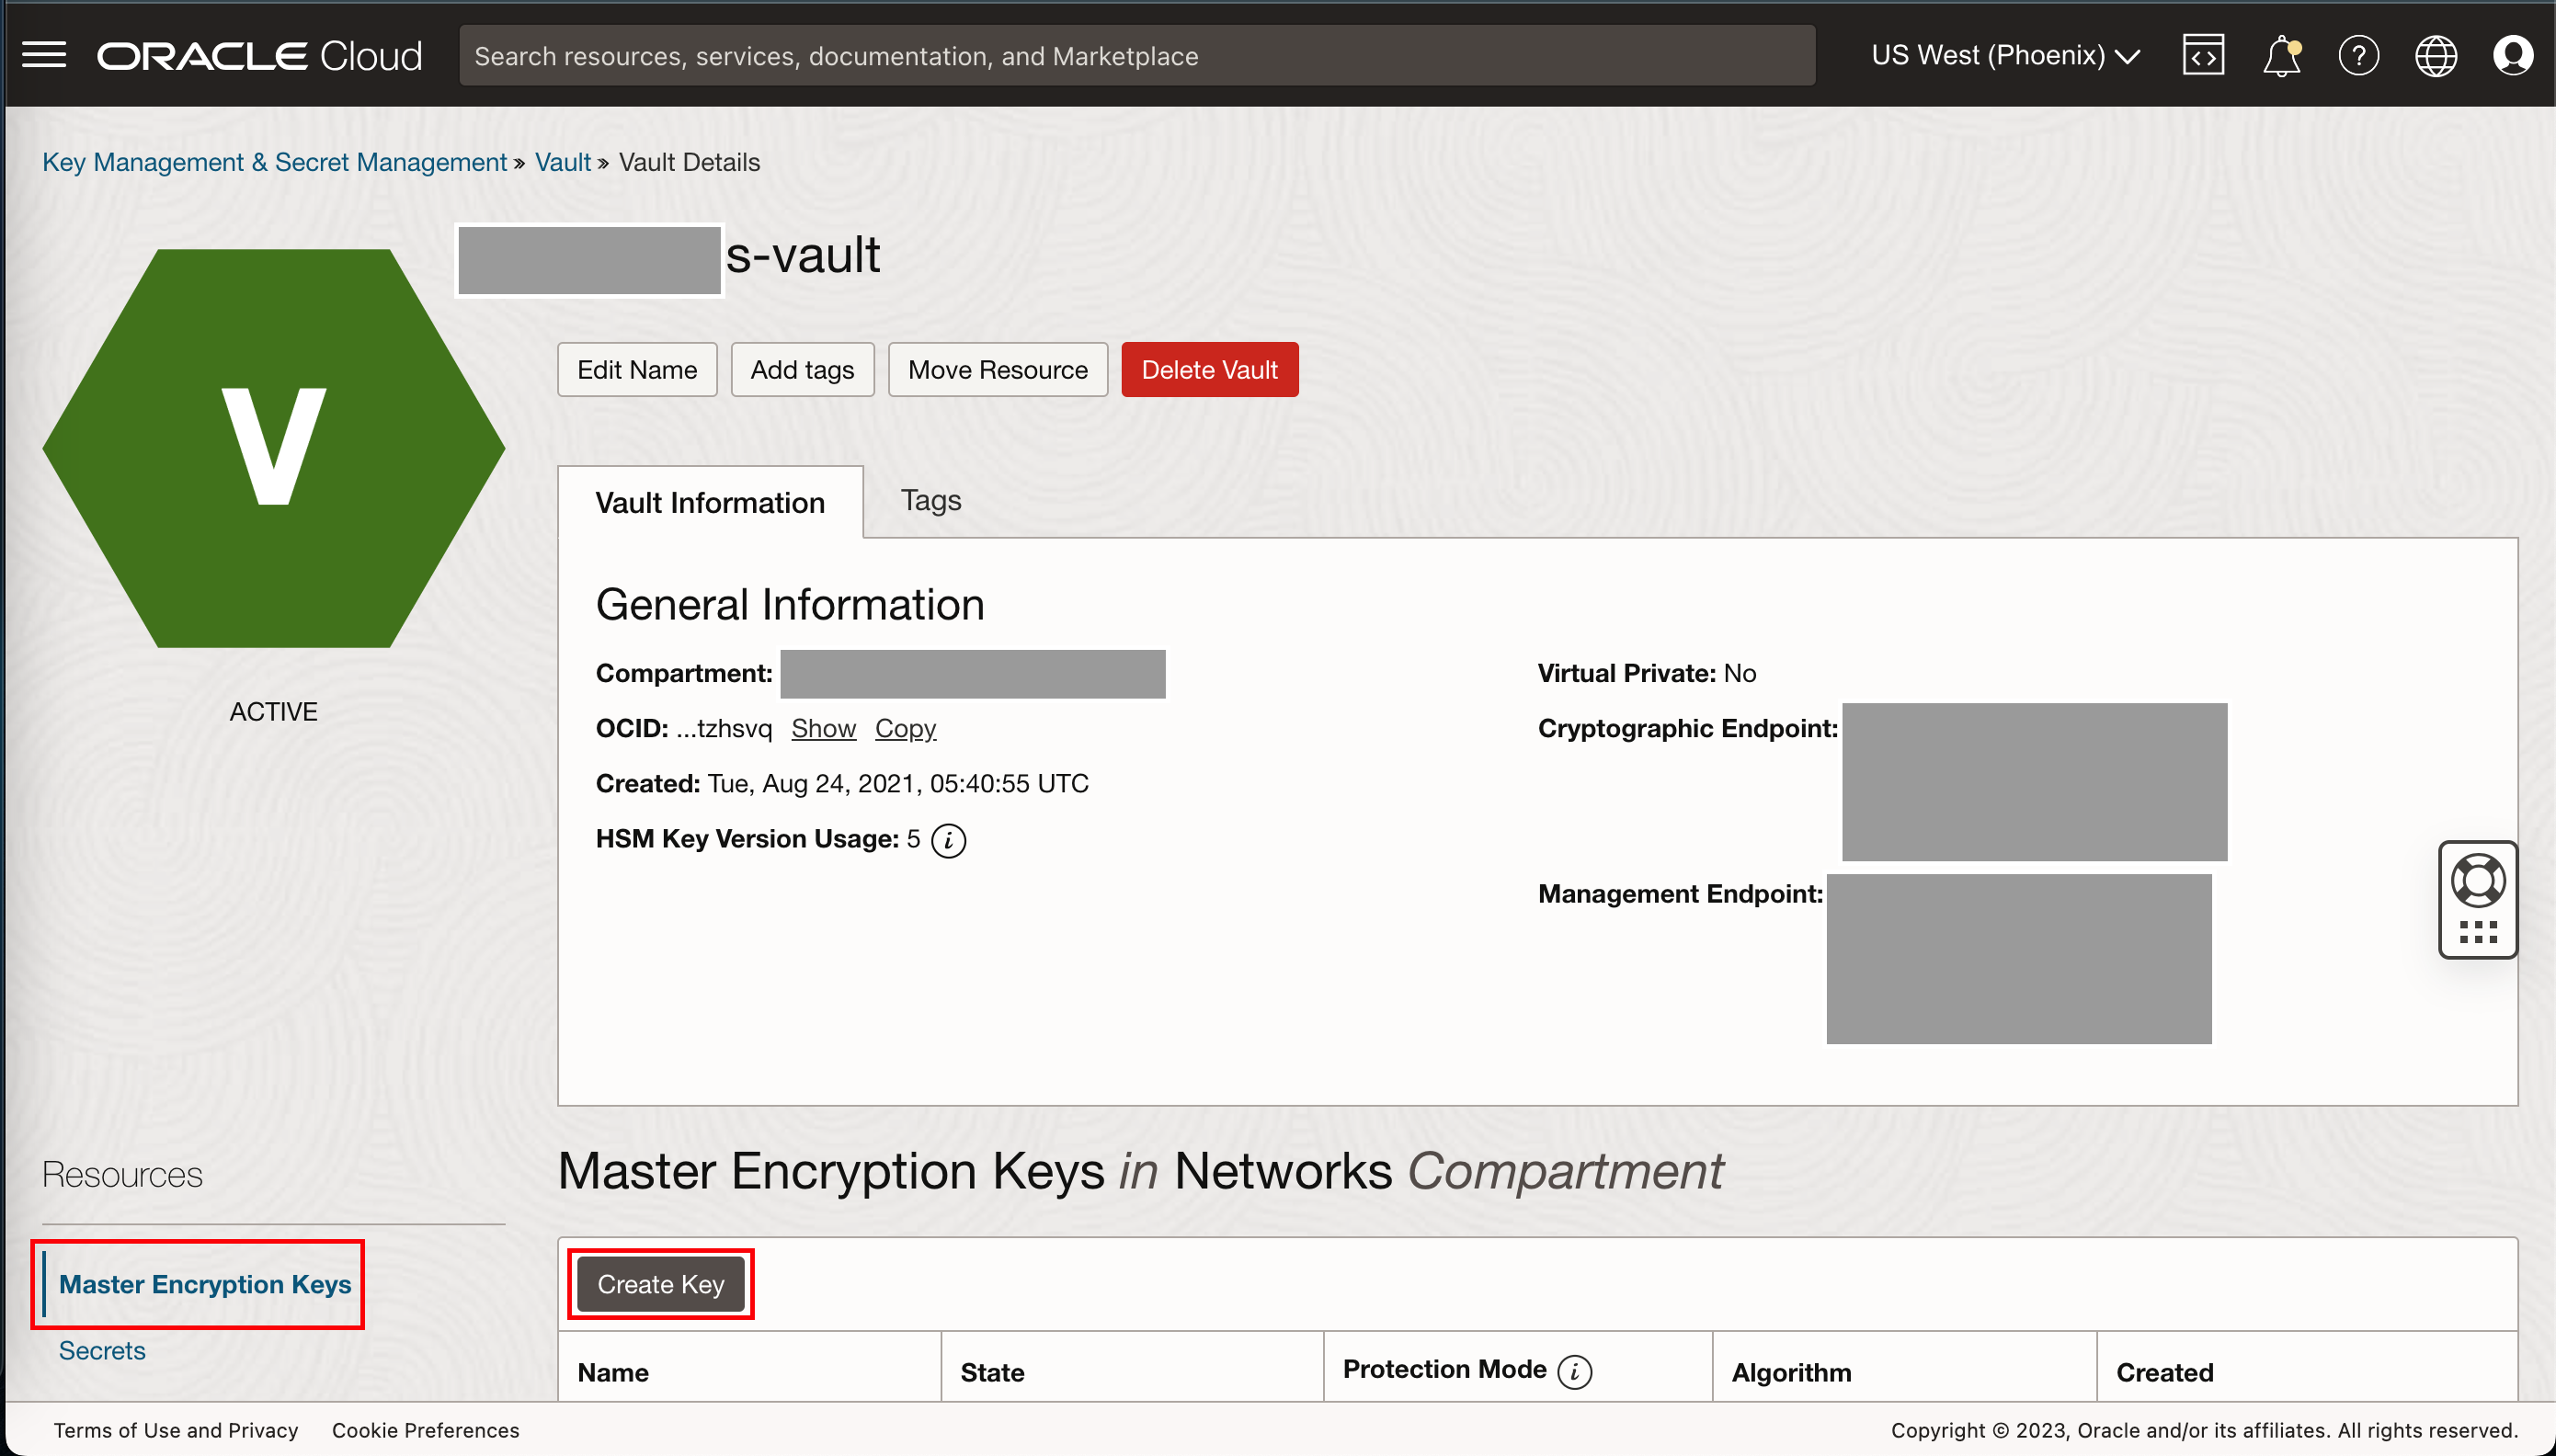 ORACLE Cloud
Search resources, services, documentation, and Marketplace
US West (Phoenix)
Key Management & Secret Management » Vault » Vault Details
V
ACTIVE
s-vault
Edit Name
Add tags
Move Resource
Delete Vault
Vault Information
Tags
General Information
Compartment:
OCID: ...tzhsvq Show Copy
Created: Tue, Aug 24, 2021, 05:40:55 UTC
HSM Key Version Usage: 5 i
Virtual Private: No
Cryptographic Endpoint:
Management Endpoint:
Resources
Master Encryption Keys
Secrets
Master Encryption Keys in Networks Compartment
Create Key
Name
State
Protection Mode i
Algorithm
Created
Terms of Use and Privacy
Cookie Preferences
Copyright © 2023, Oracle and/or its affiliates. All rights reserved.